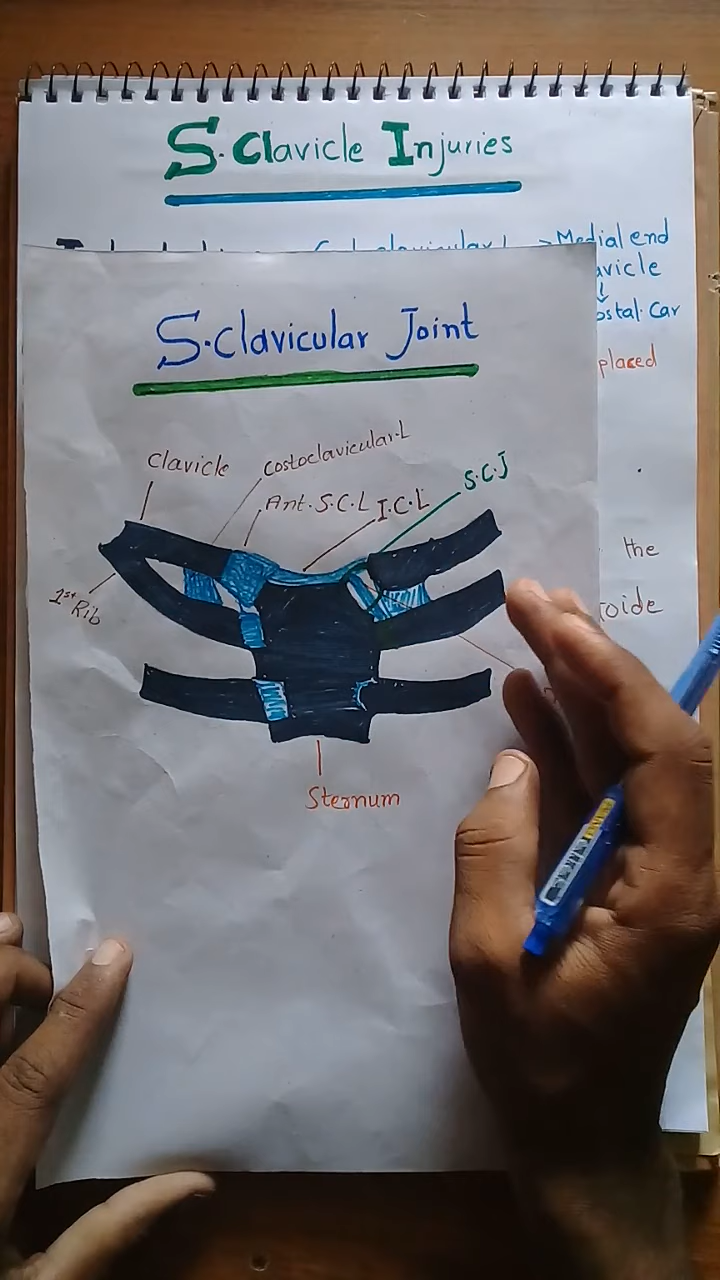 S.Clavicle Injuries
Medial end
avicle
ostal.Car
placed
the
oide
S.Clavicular Joint
Clavicle
Costoclavicular.L
Ant.S.C.L
I.C.L
S.C.J
1st Rib
Sternum